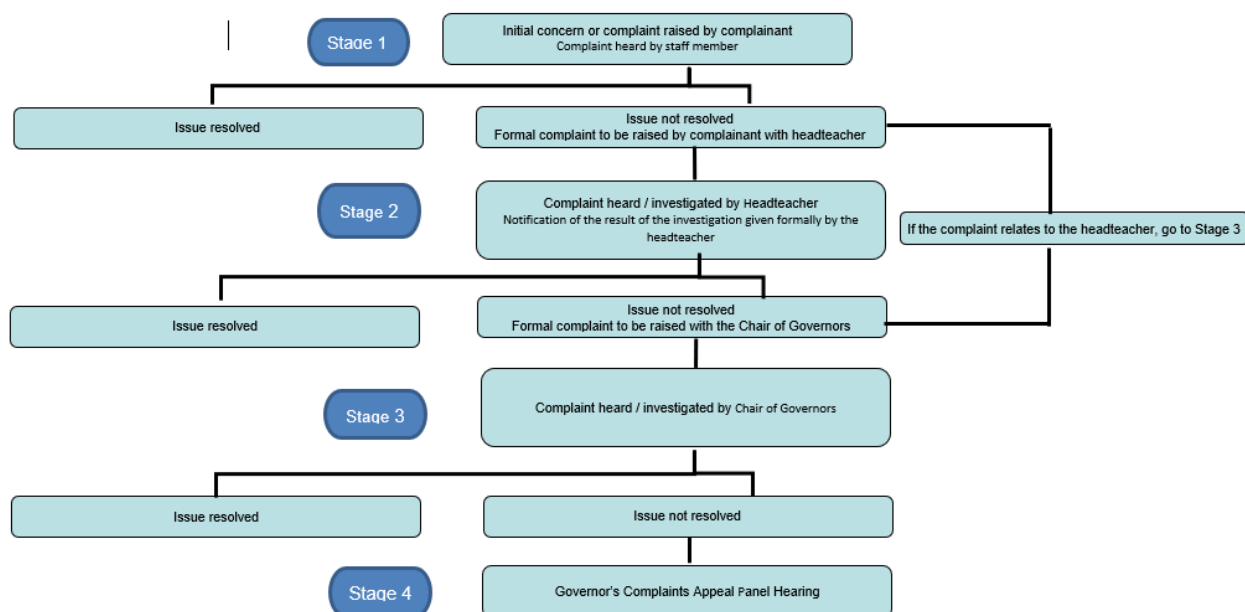 Stage 1
Initial concern or complaint raised by complainant
Complaint heard by staff member
Issue resolved
Issue not resolved
Formal complaint to be raised by complainant with headteacher
Stage 2
Complaint heard / investigated by Headteacher
Notification of the result of the investigation given formally by the
headteacher
If the complaint relates to the headteacher, go to Stage 3
Issue resolved
Issue not resolved
Formal complaint to be raised with the Chair of Governors
Stage 3
Complaint heard / investigated by Chair of Governors
Issue resolved
Issue not resolved
Stage 4
Governor's Complaints Appeal Panel Hearing